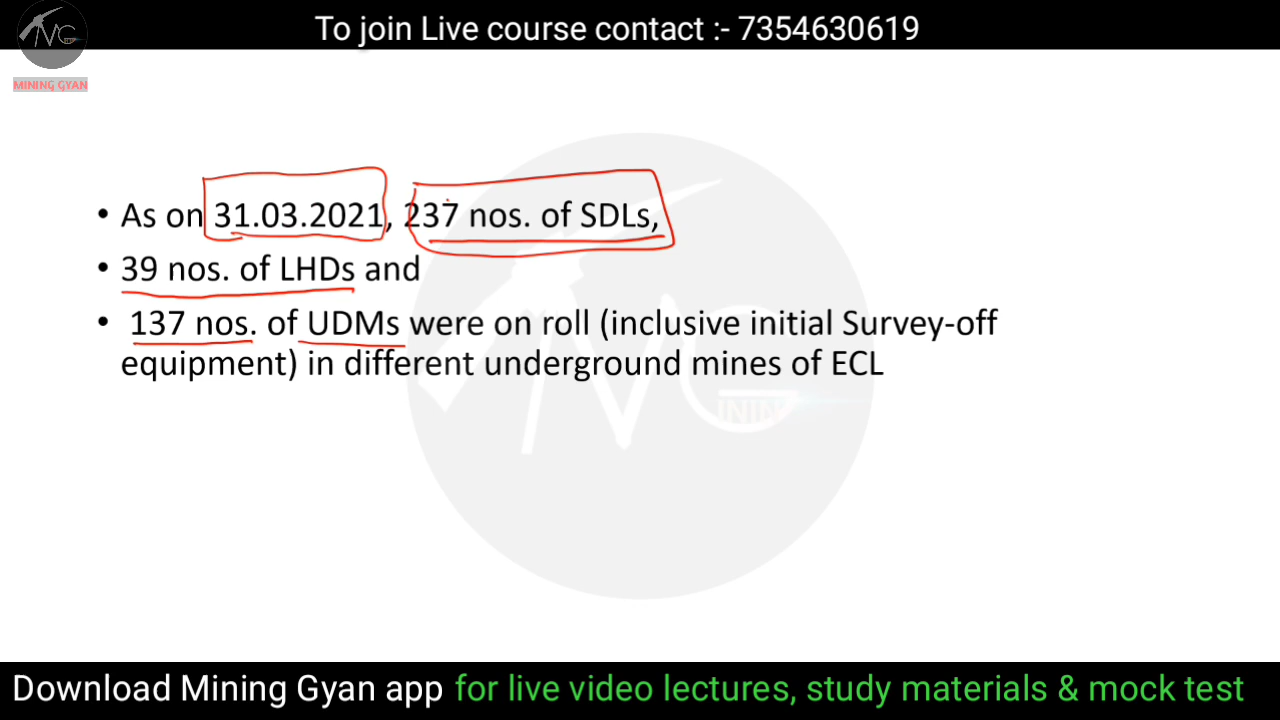 To join Live course contact :- 7354630619
MINING GYAN
• As on 31.03.2021, 237 nos. of SDLs,
• 39 nos. of LHDs and
• 137 nos. of UDMs were on roll (inclusive initial Survey-off
equipment) in different underground mines of ECL
Download Mining Gyan app for live video lectures, study materials & mock test